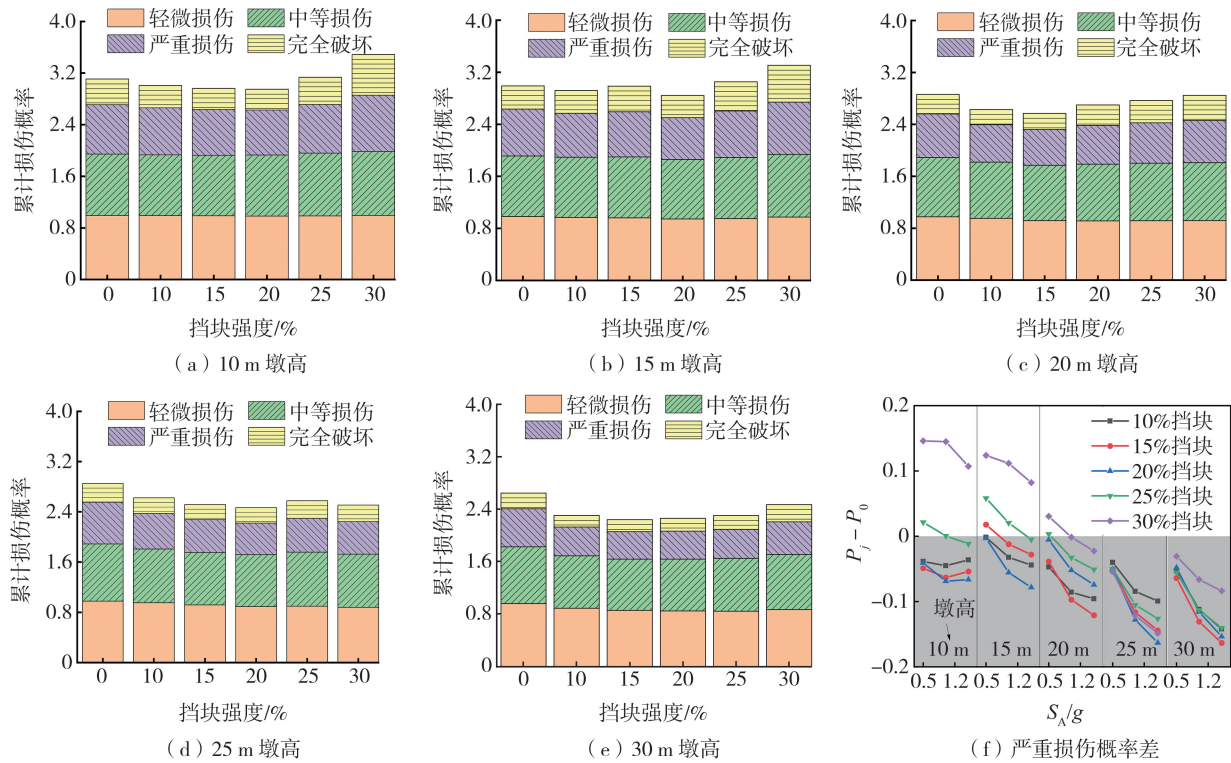 4.0
3.2
2.4
1.6
0.8
0
累计损伤概率
轻微损伤 中等损伤
严重损伤 完全破坏
0 10 15 20 25 30
挡块强度/%
(a)10 m 墩高
4.0
3.2
2.4
1.6
0.8
0
累计损伤概率
轻微损伤 中等损伤
严重损伤 完全破坏
0 10 15 20 25 30
挡块强度/%
(b)15 m 墩高
4.0
3.2
2.4
1.6
0.8
0
累计损伤概率
轻微损伤 中等损伤
严重损伤 完全破坏
0 10 15 20 25 30
挡块强度/%
(c)20 m 墩高
4.0
3.2
2.4
1.6
0.8
0
累计损伤概率
轻微损伤 中等损伤
严重损伤 完全破坏
0 10 15 20 25 30
挡块强度/%
(d)25 m 墩高
4.0
3.2
2.4
1.6
0.8
0
累计损伤概率
轻微损伤 中等损伤
严重损伤 完全破坏
0 10 15 20 25 30
挡块强度/%
(e)30 m 墩高
0.2
0.1
0
−0.1
−0.2
Pj − P0
10%挡块
15%挡块
20%挡块
25%挡块
30%挡块
墩高
10 m 15 m 20 m 25 m 30 m
0.5 1.2 0.5 1.2 0.5 1.2 0.5 1.2 0.5 1.2
SA/g
(f)严重损伤概率差